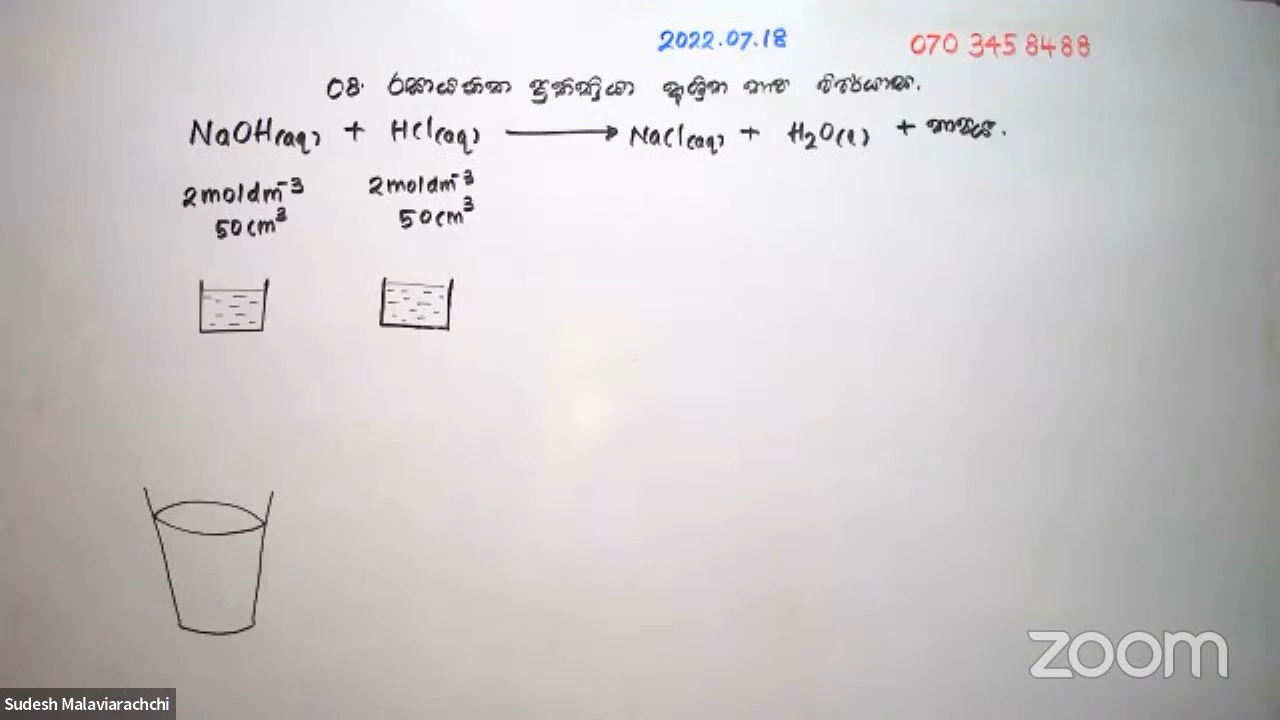 2022.07.18
070 345 8488
08. රසායනික ප්‍රතික්‍රියා ආශ්‍රිත තාප විපර්යාස.
NaOH(aq) + HCl(aq) ⟶ NaCl(aq) + H₂O(l) + තාපය.
2moldm⁻³ 2moldm⁻³
50cm³ 50cm³
zoom
Sudesh Malaviarachchi